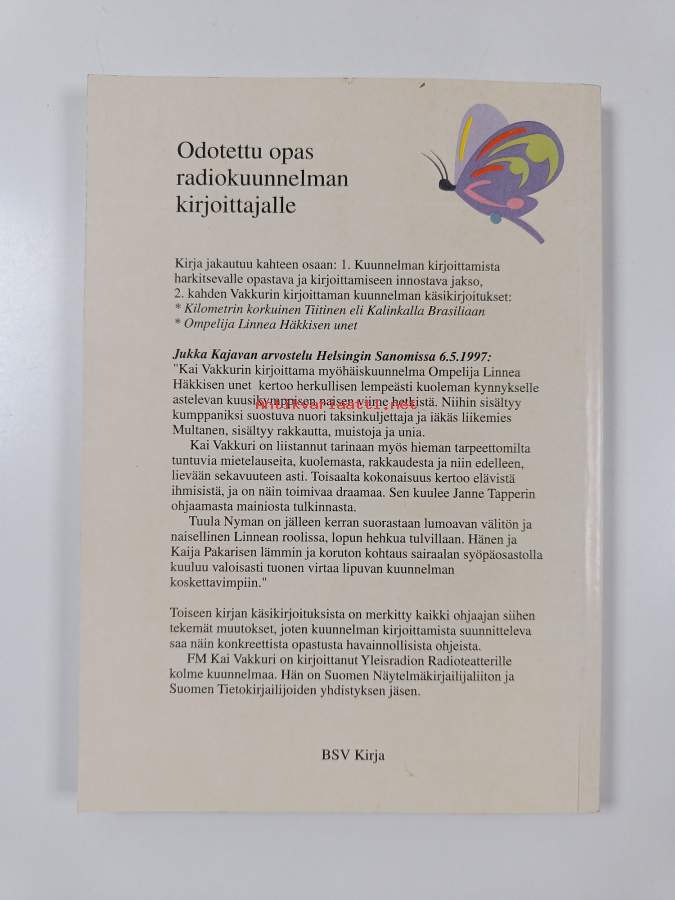 Odotettu opas
radiokuunnelman
kirjoittajalle
Kirja jakautuu kahteen osaan: 1. Kuunnelman kirjoittamista
harkitsevalle opastava ja kirjoittamiseen innostava jakso,
2. kahden Vakkurin kirjoittaman kuunnelman käsikirjoitukset:
* Kilometrin korkuinen Tiitinen eli Kalinkalla Brasiliaan
* Ompelija Linnea Häkkisen unet
Jukka Kajavan arvostelu Helsingin Sanomissa 6.5.1997:
"Kai Vakkurin kirjoittama myöhäiskuunnelma Ompelija Linnea
Häkkisen unet kertoo herkullisen lempeästi kuoleman kynnykselle
astelevan kuusikymppisen naisen viime hetkistä. Niihin sisältyy
Antikvariaatti.net
kumppaniksi suostuva nuori taksinkuljettaja ja iäkäs liikemies
Multanen, sisältyy rakkautta, muistoja ja unia.
Kai Vakkuri on liistannut tarinaan myös hieman tarpeettomilta
tuntuvia mietelauseita, kuolemasta, rakkaudesta ja niin edelleen,
lievään sekavuuteen asti. Toisaalta kokonaisuus kertoo elävistä
ihmisistä, ja on näin toimivaa draamaa. Sen kuulee Janne Tapperin
ohjaamasta mainiosta tulkinnasta.
Tuula Nyman on jälleen kerran suorastaan lumoavan välitön ja
naisellinen Linnean roolissa, lopun hehkua tulvillaan. Hänen ja
Kaija Pakarisen lämmin ja koruton kohtaus sairaalan syöpäosastolla
kuuluu valoisasti tuonen virtaa lipuvan kuunnelman
koskettavimpiin."
Toiseen kirjan käsikirjoituksista on merkitty kaikki ohjaajan siihen
tekemät muutokset, joten kuunnelman kirjoittamista suunnitteleva
saa näin konkreettista opastusta havainnollisista ohjeista.
FM Kai Vakkuri on kirjoittanut Yleisradion Radioteatterille
kolme kuunnelmaa. Hän on Suomen Näytelmäkirjailijaliiton ja
Suomen Tietokirjailijoiden yhdistyksen jäsen.
BSV Kirja